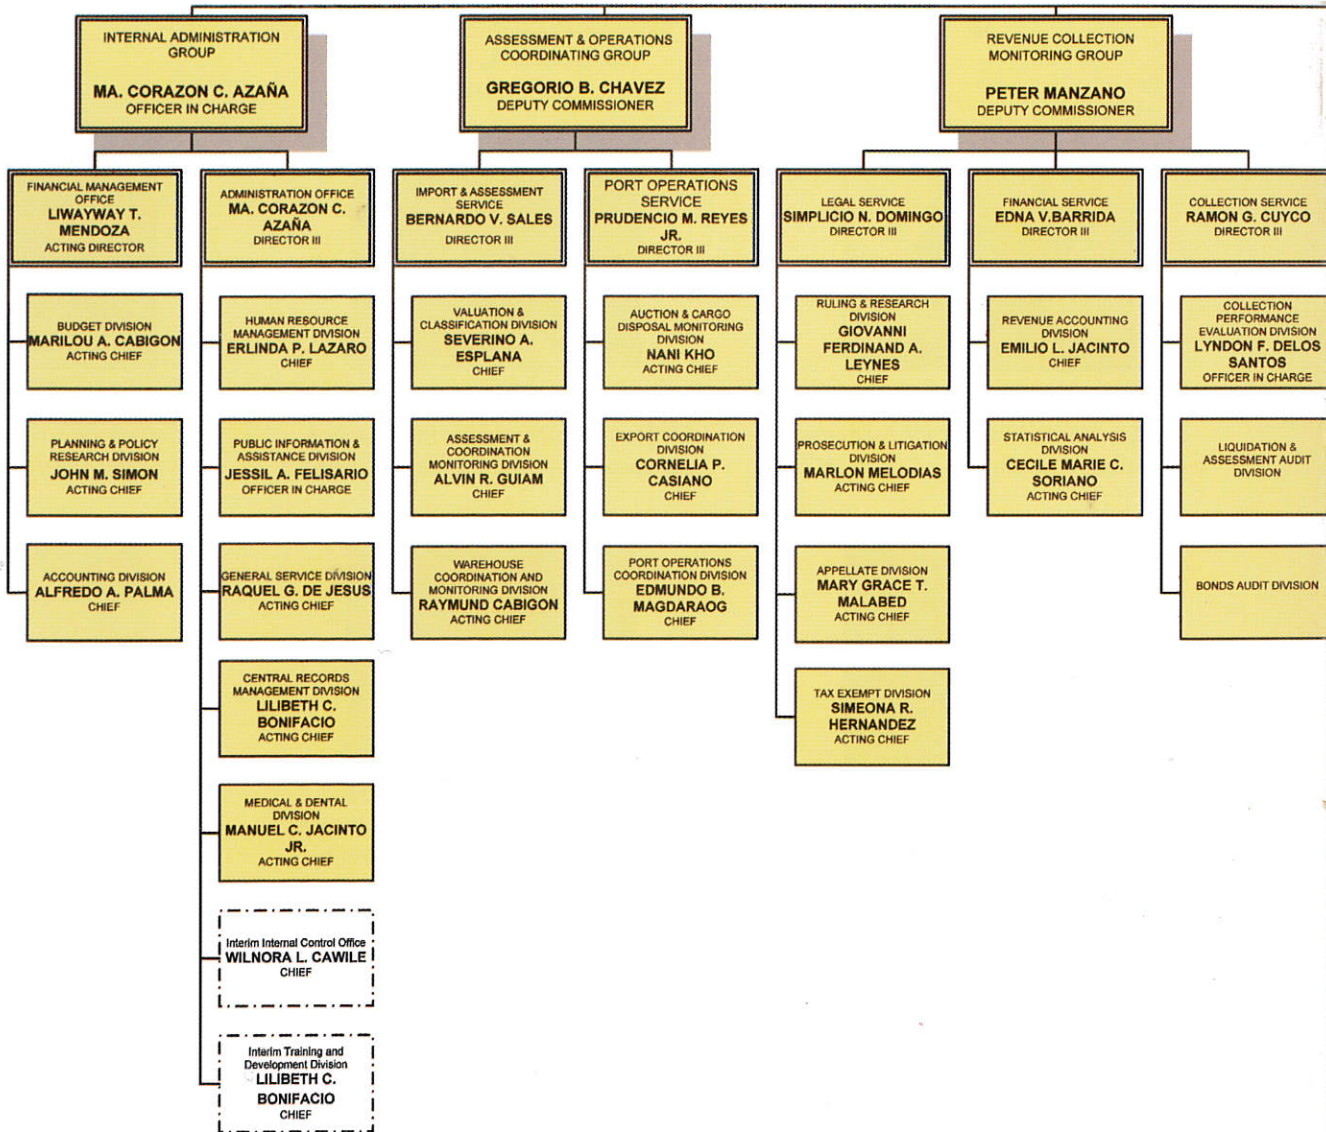 INTERNAL ADMINISTRATION
GROUP
MA. CORAZON C. AZAÑA
OFFICER IN CHARGE
ASSESSMENT & OPERATIONS
COORDINATING GROUP
GREGORIO B. CHAVEZ
DEPUTY COMMISSIONER
REVENUE COLLECTION
MONITORING GROUP
PETER MANZANO
DEPUTY COMMISSIONER
FINANCIAL MANAGEMENT
OFFICE
LIWAYWAY T.
MENDOZA
ACTING DIRECTOR
ADMINISTRATION OFFICE
MA. CORAZON C.
AZAÑA
DIRECTOR III
IMPORT & ASSESSMENT
SERVICE
BERNARDO V. SALES
DIRECTOR III
PORT OPERATIONS
SERVICE
PRUDENCIO M. REYES
JR.
DIRECTOR III
LEGAL SERVICE
SIMPLICIO N. DOMINGO
DIRECTOR III
FINANCIAL SERVICE
EDNA V.BARRIDA
DIRECTOR III
COLLECTION SERVICE
RAMON G. CUYCO
DIRECTOR III
BUDGET DIVISION
MARILOU A. CABIGON
ACTING CHIEF
HUMAN RESOURCE
MANAGEMENT DIVISION
ERLINDA P. LAZARO
CHIEF
VALUATION &
CLASSIFICATION DIVISION
SEVERINO A.
ESPLANA
CHIEF
AUCTION & CARGO
DISPOSAL MONITORING
DIVISION
NANI KHO
ACTING CHIEF
RULING & RESEARCH
DIVISION
GIOVANNI
FERDINAND A.
LEYNES
CHIEF
REVENUE ACCOUNTING
DIVISION
EMILIO L. JACINTO
CHIEF
COLLECTION
PERFORMANCE
EVALUATION DIVISION
LYNDON F. DELOS
SANTOS
OFFICER IN CHARGE
PLANNING & POLICY
RESEARCH DIVISION
JOHN M. SIMON
ACTING CHIEF
PUBLIC INFORMATION &
ASSISTANCE DIVISION
JESSIL A. FELISARIO
OFFICER IN CHARGE
ASSESSMENT &
COORDINATION
MONITORING DIVISION
ALVIN R. GUIAM
CHIEF
EXPORT COORDINATION
DIVISION
CORNELIA P.
CASIANO
CHIEF
PROSECUTION & LITIGATION
DIVISION
MARLON MELODIAS
ACTING CHIEF
STATISTICAL ANALYSIS
DIVISION
CECILE MARIE C.
SORIANO
ACTING CHIEF
LIQUIDATION &
ASSESSMENT AUDIT
DIVISION
ACCOUNTING DIVISION
ALFREDO A. PALMA
CHIEF
GENERAL SERVICE DIVISION
RAQUEL G. DE JESUS
ACTING CHIEF
WAREHOUSE
COORDINATION AND
MONITORING DIVISION
RAYMUND CABIGON
ACTING CHIEF
PORT OPERATIONS
COORDINATION DIVISION
EDMUNDO B.
MAGDARAOG
CHIEF
APPELLATE DIVISION
MARY GRACE T.
MALABED
ACTING CHIEF
BONDS AUDIT DIVISION
CENTRAL RECORDS
MANAGEMENT DIVISION
LILIBETH C.
BONIFACIO
ACTING CHIEF
TAX EXEMPT DIVISION
SIMEONA R.
HERNANDEZ
ACTING CHIEF
MEDICAL & DENTAL
DIVISION
MANUEL C. JACINTO
JR.
ACTING CHIEF
Interim Internal Control Office
WILNORA L. CAWILE
CHIEF
Interim Training and
Development Division
LILIBETH C.
BONIFACIO
CHIEF